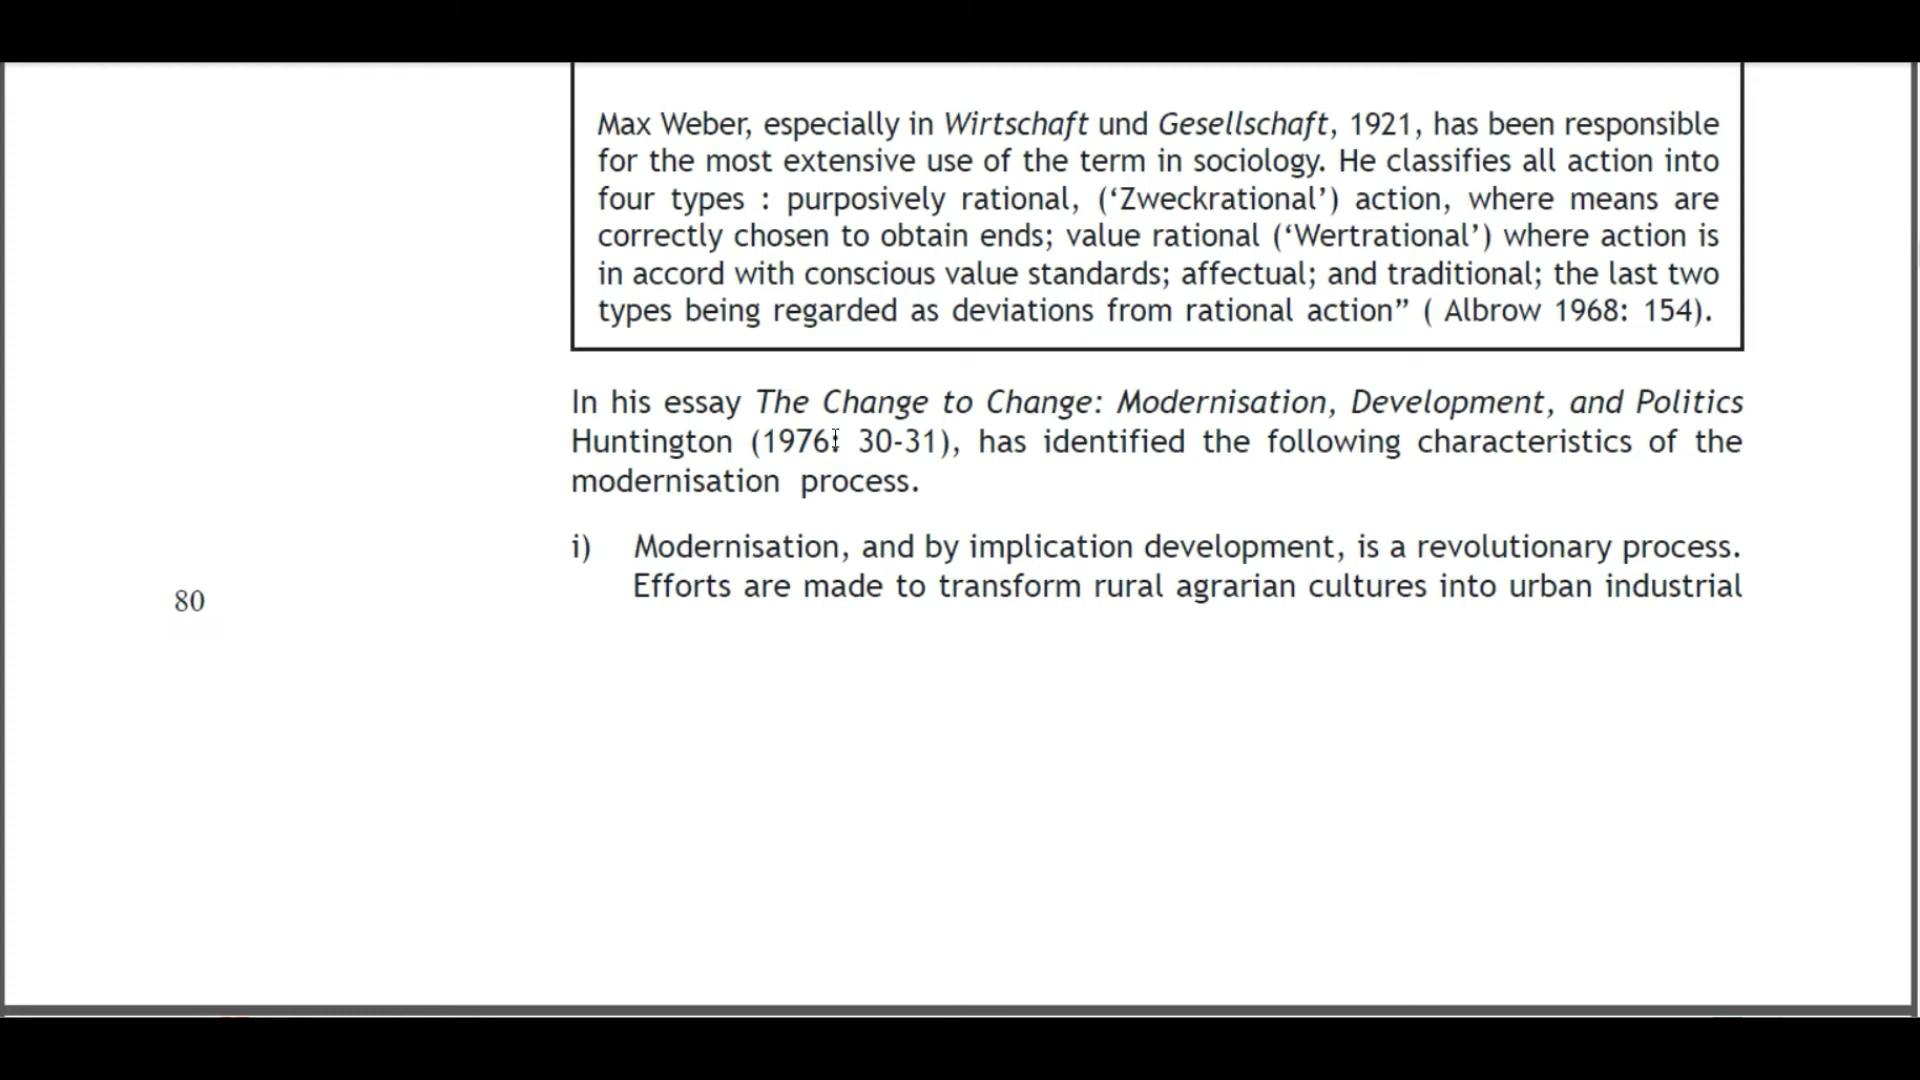 Max Weber, especially in Wirtschaft und Gesellschaft, 1921, has been responsible
for the most extensive use of the term in sociology. He classifies all action into
four types : purposively rational, (‘Zweckrational’) action, where means are
correctly chosen to obtain ends; value rational (‘Wertrational’) where action is
in accord with conscious value standards; affectual; and traditional; the last two
types being regarded as deviations from rational action” ( Albrow 1968: 154).
In his essay The Change to Change: Modernisation, Development, and Politics
Huntington (1976: 30-31), has identified the following characteristics of the
modernisation process.
i) Modernisation, and by implication development, is a revolutionary process.
Efforts are made to transform rural agrarian cultures into urban industrial
80